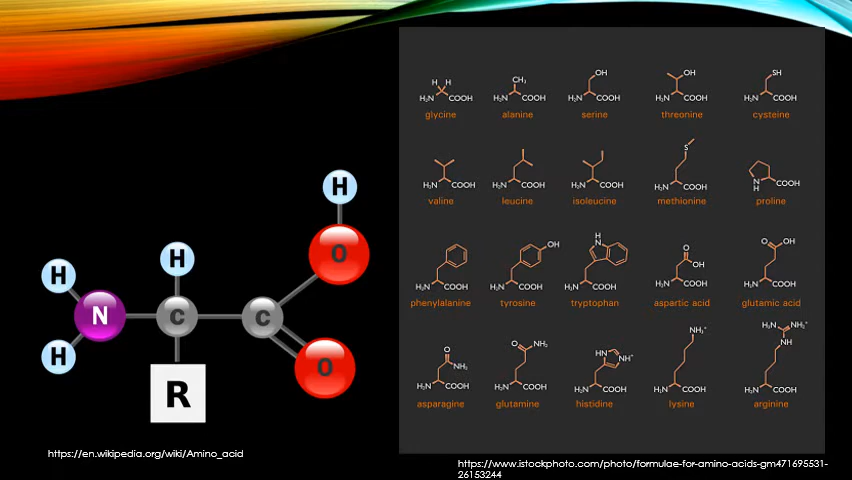 H
H
H
O
N
C
C
H
O
R
https://en.wikipedia.org/wiki/Amino_acid
H H
H₂N COOH
glycine
CH₃
H₂N COOH
alanine
OH
H₂N COOH
serine
OH
H₂N COOH
threonine
SH
H₂N COOH
cysteine
H₂N COOH
valine
H₂N COOH
leucine
H₂N COOH
isoleucine
S
H₂N COOH
methionine
N
H
COOH
proline
H₂N COOH
phenylalanine
OH
H₂N COOH
tyrosine
H
N
H₂N COOH
tryptophan
O
OH
H₂N COOH
aspartic acid
O OH
H₂N COOH
glutamic acid
O
NH₂
H₂N COOH
asparagine
O NH₂
H₂N COOH
glutamine
HN NH⁺
H₂N COOH
histidine
NH₃⁺
H₂N COOH
lysine
H₂N NH₂⁺
NH
H₂N COOH
arginine
https://www.istockphoto.com/photo/formulae-for-amino-acids-gm471695531-
26153244